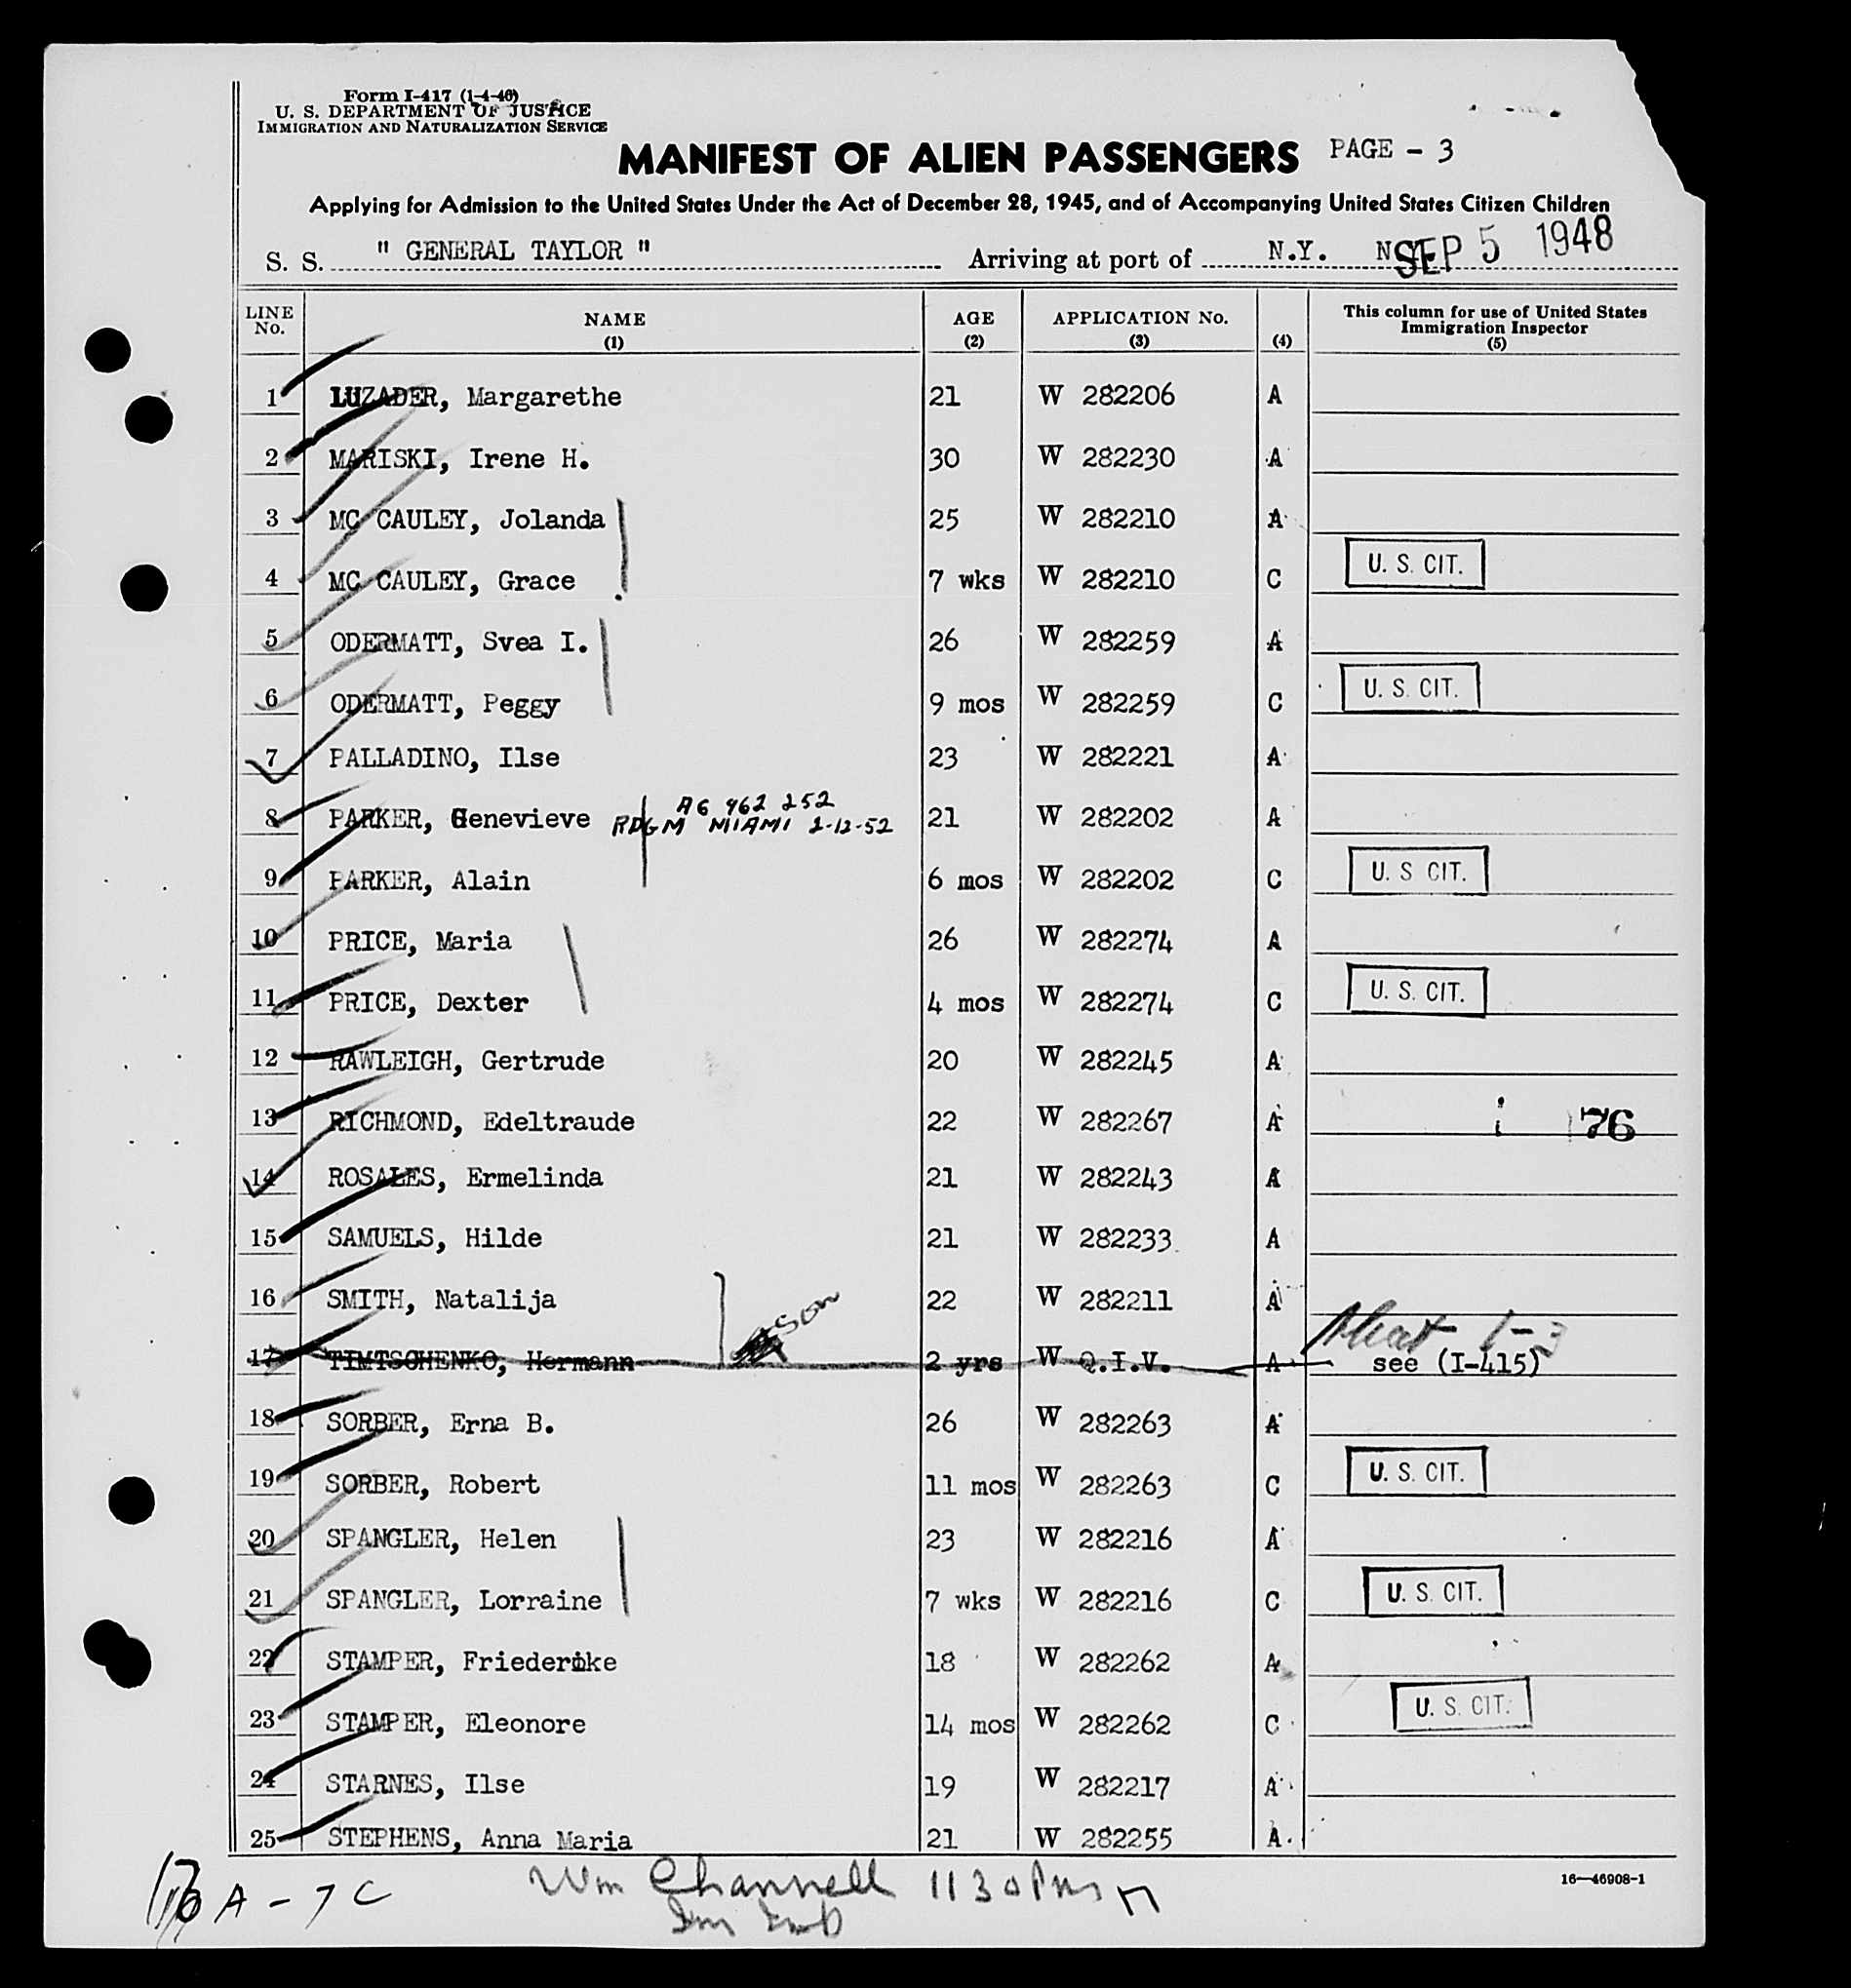 Form I-417 (1-4-46)
U. S. DEPARTMENT OF JUSTICE
IMMIGRATION AND NATURALIZATION SERVICE
MANIFEST OF ALIEN PASSENGERS PAGE - 3
Applying for Admission to the United States Under the Act of December 28, 1945, and of Accompanying United States Citizen Children
S. S. " GENERAL TAYLOR " Arriving at port of N.Y. SEP 5 1948
LINE No. NAME (1) AGE (2) APPLICATION No. (3) (4) This column for use of United States Immigration Inspector (5)
1 LUZADER, Margarethe 21 W 282206 A
2 MARISKI, Irene H. 30 W 282230 A
3 MC CAULEY, Jolanda 25 W 282210 A
4 MC CAULEY, Grace 7 wks W 282210 C U. S. CIT.
5 ODERMATT, Svea I. 26 W 282259 A
6 ODERMATT, Peggy 9 mos W 282259 C U. S. CIT.
7 PALLADINO, Ilse 23 W 282221 A
A6 962 252
8 PARKER, Genevieve RDGM MIAMI 2-12-52 21 W 282202 A
9 PARKER, Alain 6 mos W 282202 C U. S CIT.
10 PRICE, Maria 26 W 282274 A
11 PRICE, Dexter 4 mos W 282274 C U. S. CIT.
12 RAWLEIGH, Gertrude 20 W 282245 A
13 RICHMOND, Edeltraude 22 W 282267 A 76
14 ROSALES, Ermelinda 21 W 282243 A
15 SAMUELS, Hilde 21 W 282233 A
16 SMITH, Natalija 22 W 282211 A
son
17 TIMTSCHENKO, Hermann 2 yrs W Q.I.V. A see (I-415)
18 SORBER, Erna B. 26 W 282263 A
19 SORBER, Robert 11 mos W 282263 C U. S. CIT.
20 SPANGLER, Helen 23 W 282216 A
21 SPANGLER, Lorraine 7 wks W 282216 C U. S. CIT.
22 STAMPER, Friederike 18 W 282262 A
23 STAMPER, Eleonore 14 mos W 282262 C U. S. CIT.
24 STARNES, Ilse 19 W 282217 A
25 STEPHENS, Anna Maria 21 W 282255 A
16—46908-1
A - 7 C Wm Channell 1130 Pm